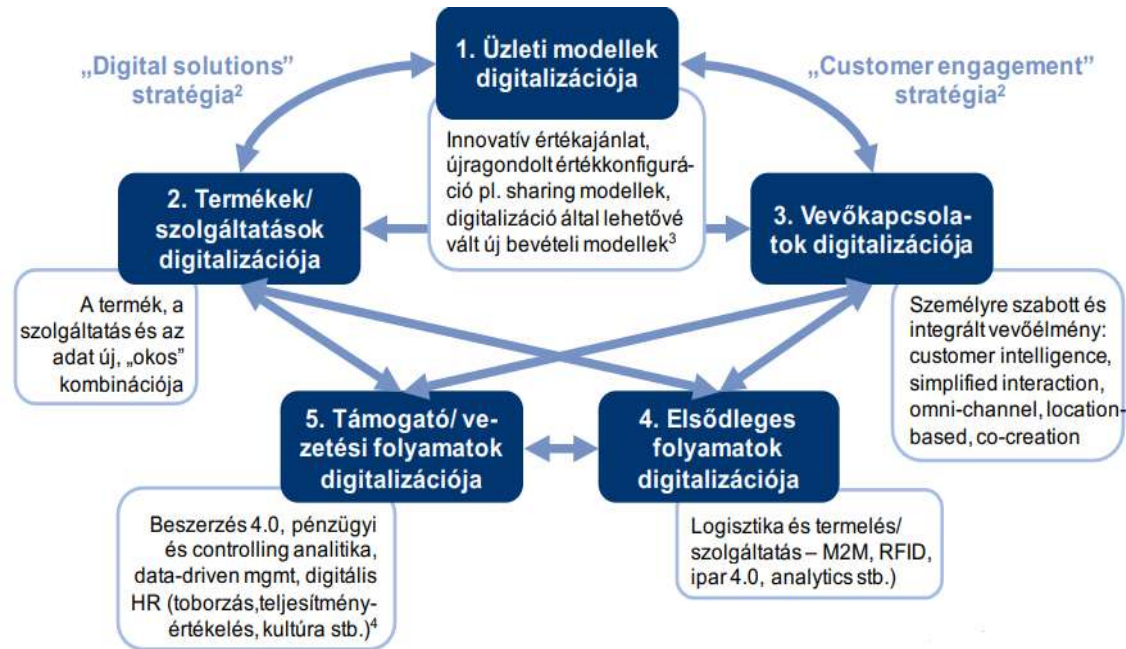 1. Üzleti modellek
digitalizációja
„Digital solutions”
stratégia²
„Customer engagement”
stratégia²
Innovatív értékajánlat,
újragondolt értékkonfigurá-
ció pl. sharing modellek,
digitalizáció által lehetővé
vált új bevételi modellek³
2. Termékek/
szolgáltatások
digitalizációja
A termék, a
szolgáltatás és az
adat új, „okos”
kombinációja
3. Vevőkapcsola-
tok digitalizációja
Személyre szabott és
integrált vevőélmény:
customer intelligence,
simplified interaction,
omni-channel, location-
based, co-creation
5. Támogató/ ve-
zetési folyamatok
digitalizációja
Beszerzés 4.0, pénzügyi
és controlling analitika,
data-driven mgmt, digitális
HR (toborzás,teljesítmény-
értékelés, kultúra stb.)⁴
4. Elsődleges
folyamatok
digitalizációja
Logisztika és termelés/
szolgáltatás – M2M, RFID,
ipar 4.0, analytics stb.)